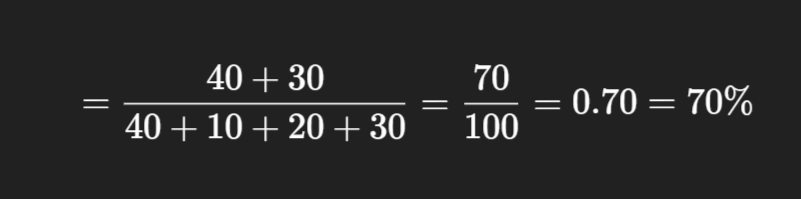 = (40 + 30) / (40 + 10 + 20 + 30) = 70 / 100 = 0.70 = 70%